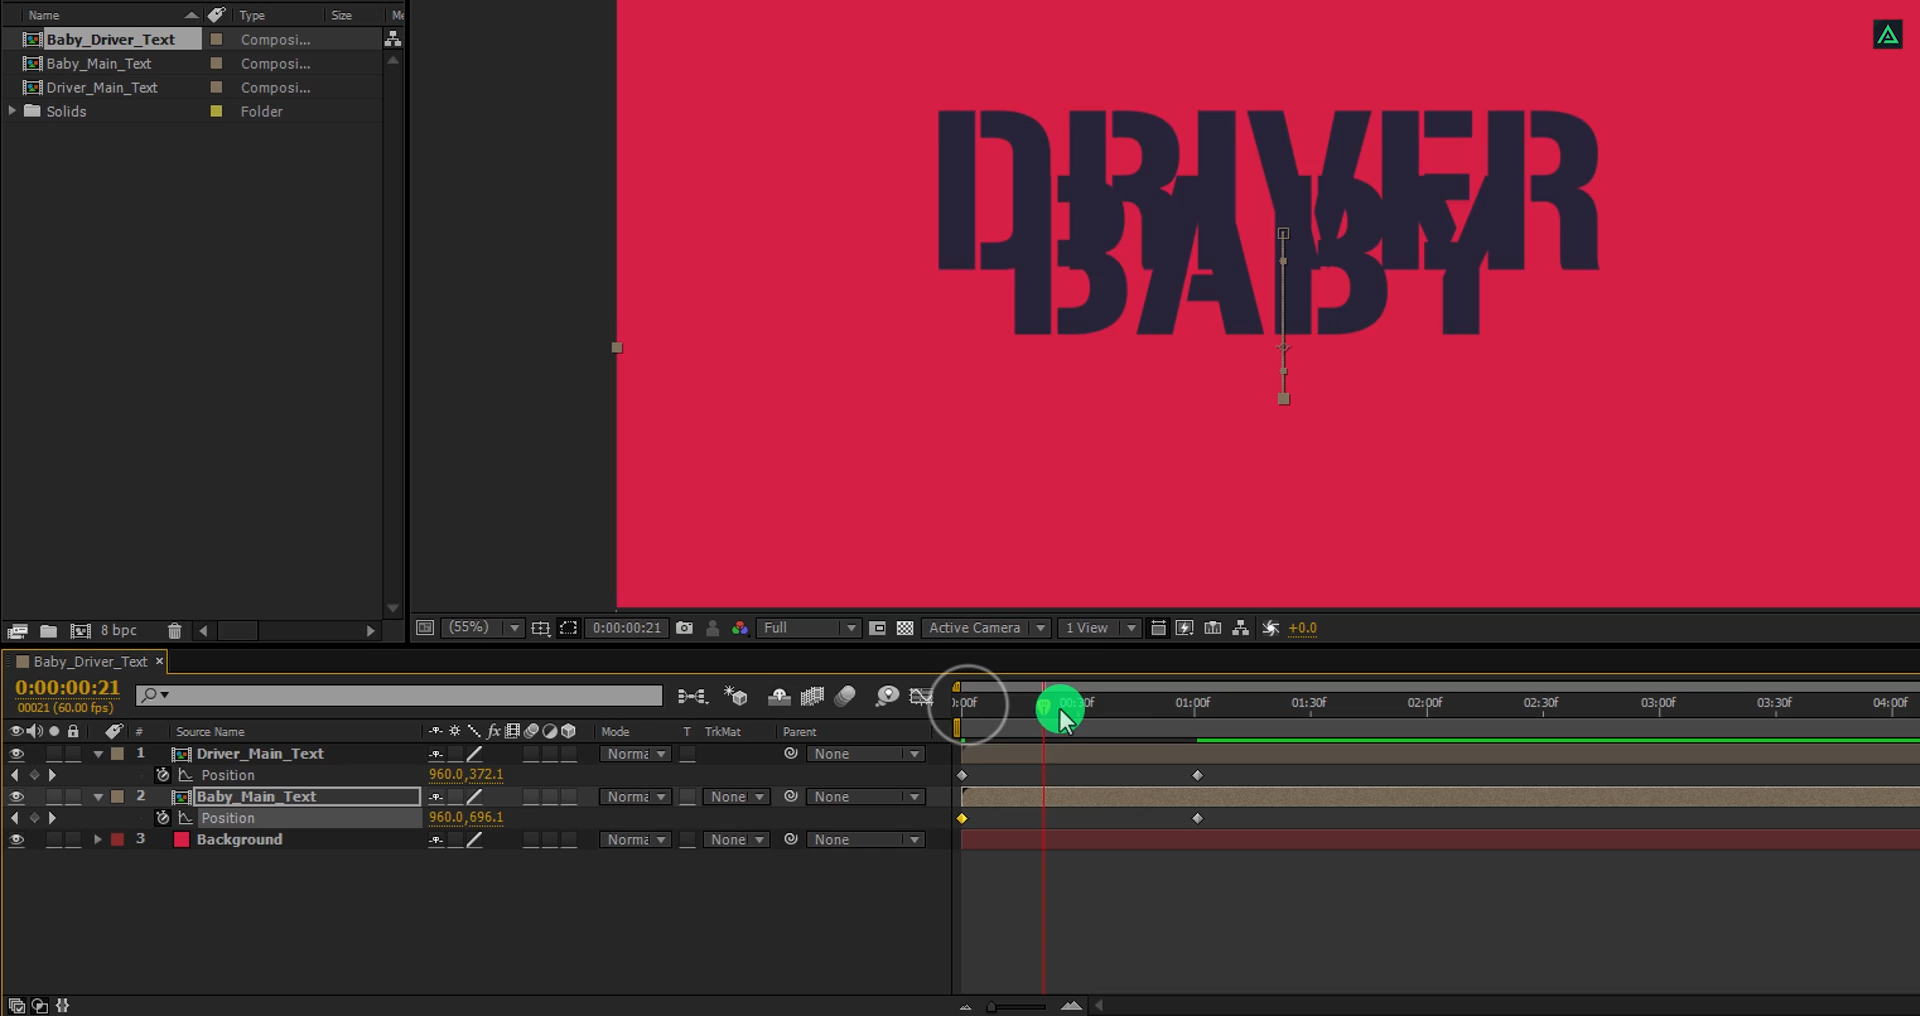 Name Type Size Me
Baby_Driver_Text Composi...
Baby_Main_Text Composi...
Driver_Main_Text Composi...
Solids Folder
DRIVER
BABY
8 bpc
(55%) 0:00:00:21 Full Active Camera 1 View +0.0
Baby_Driver_Text ×
0:00:00:21
00021 (60.00 fps)
0:00f 00:30f 01:00f 01:30f 02:00f 02:30f 03:00f 03:30f 04:00f
# Source Name fx Mode T TrkMat Parent
1 Driver_Main_Text Norma None
Position 960.0,372.1
2 Baby_Main_Text Norma None None
Position 960.0,696.1
3 Background Norma None None